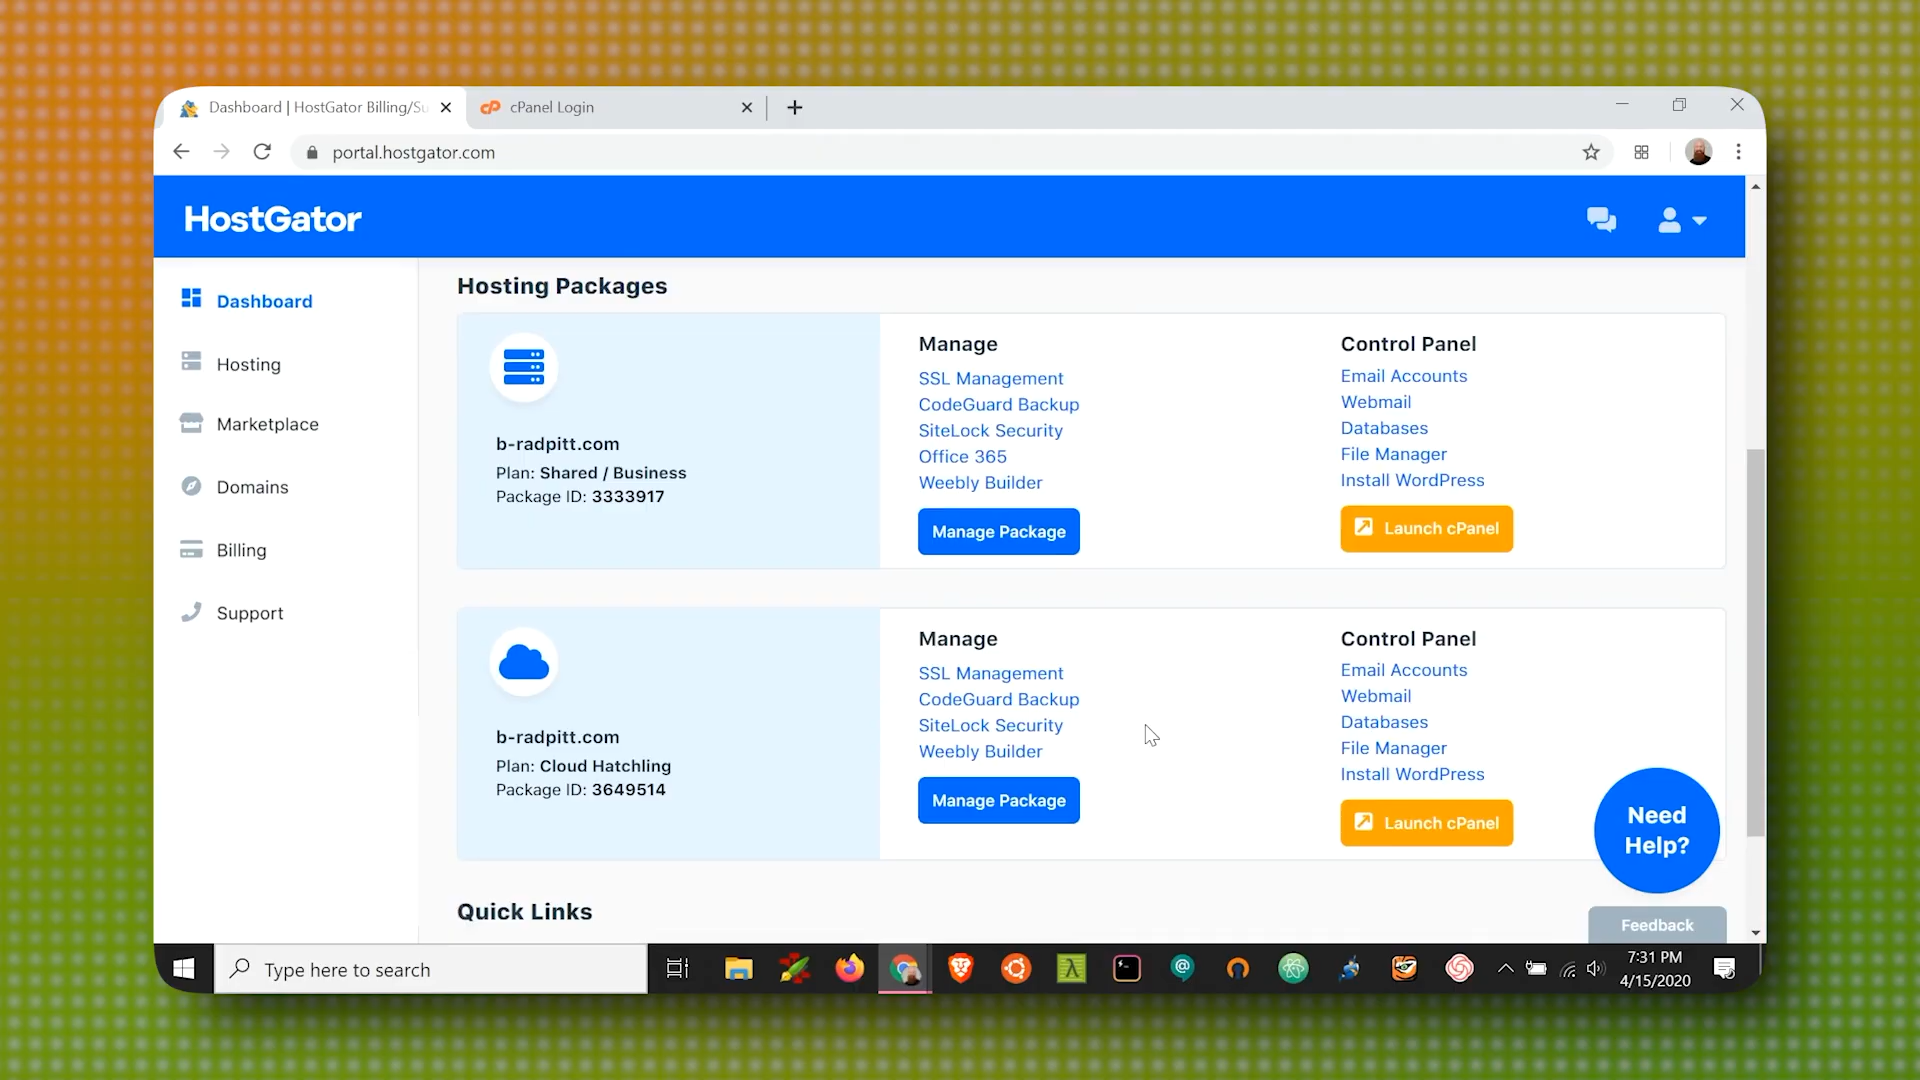 Dashboard | HostGator Billing/Su
cPanel Login
portal.hostgator.com
HostGator
Dashboard
Hosting
Marketplace
Domains
Billing
Support
Hosting Packages
b-radpitt.com
Plan: Shared / Business
Package ID: 3333917
Manage
SSL Management
CodeGuard Backup
SiteLock Security
Office 365
Weebly Builder
Manage Package
Control Panel
Email Accounts
Webmail
Databases
File Manager
Install WordPress
Launch cPanel
b-radpitt.com
Plan: Cloud Hatchling
Package ID: 3649514
Manage
SSL Management
CodeGuard Backup
SiteLock Security
Weebly Builder
Manage Package
Control Panel
Email Accounts
Webmail
Databases
File Manager
Install WordPress
Launch cPanel
Need
Help?
Quick Links
Feedback
Type here to search
7:31 PM
4/15/2020